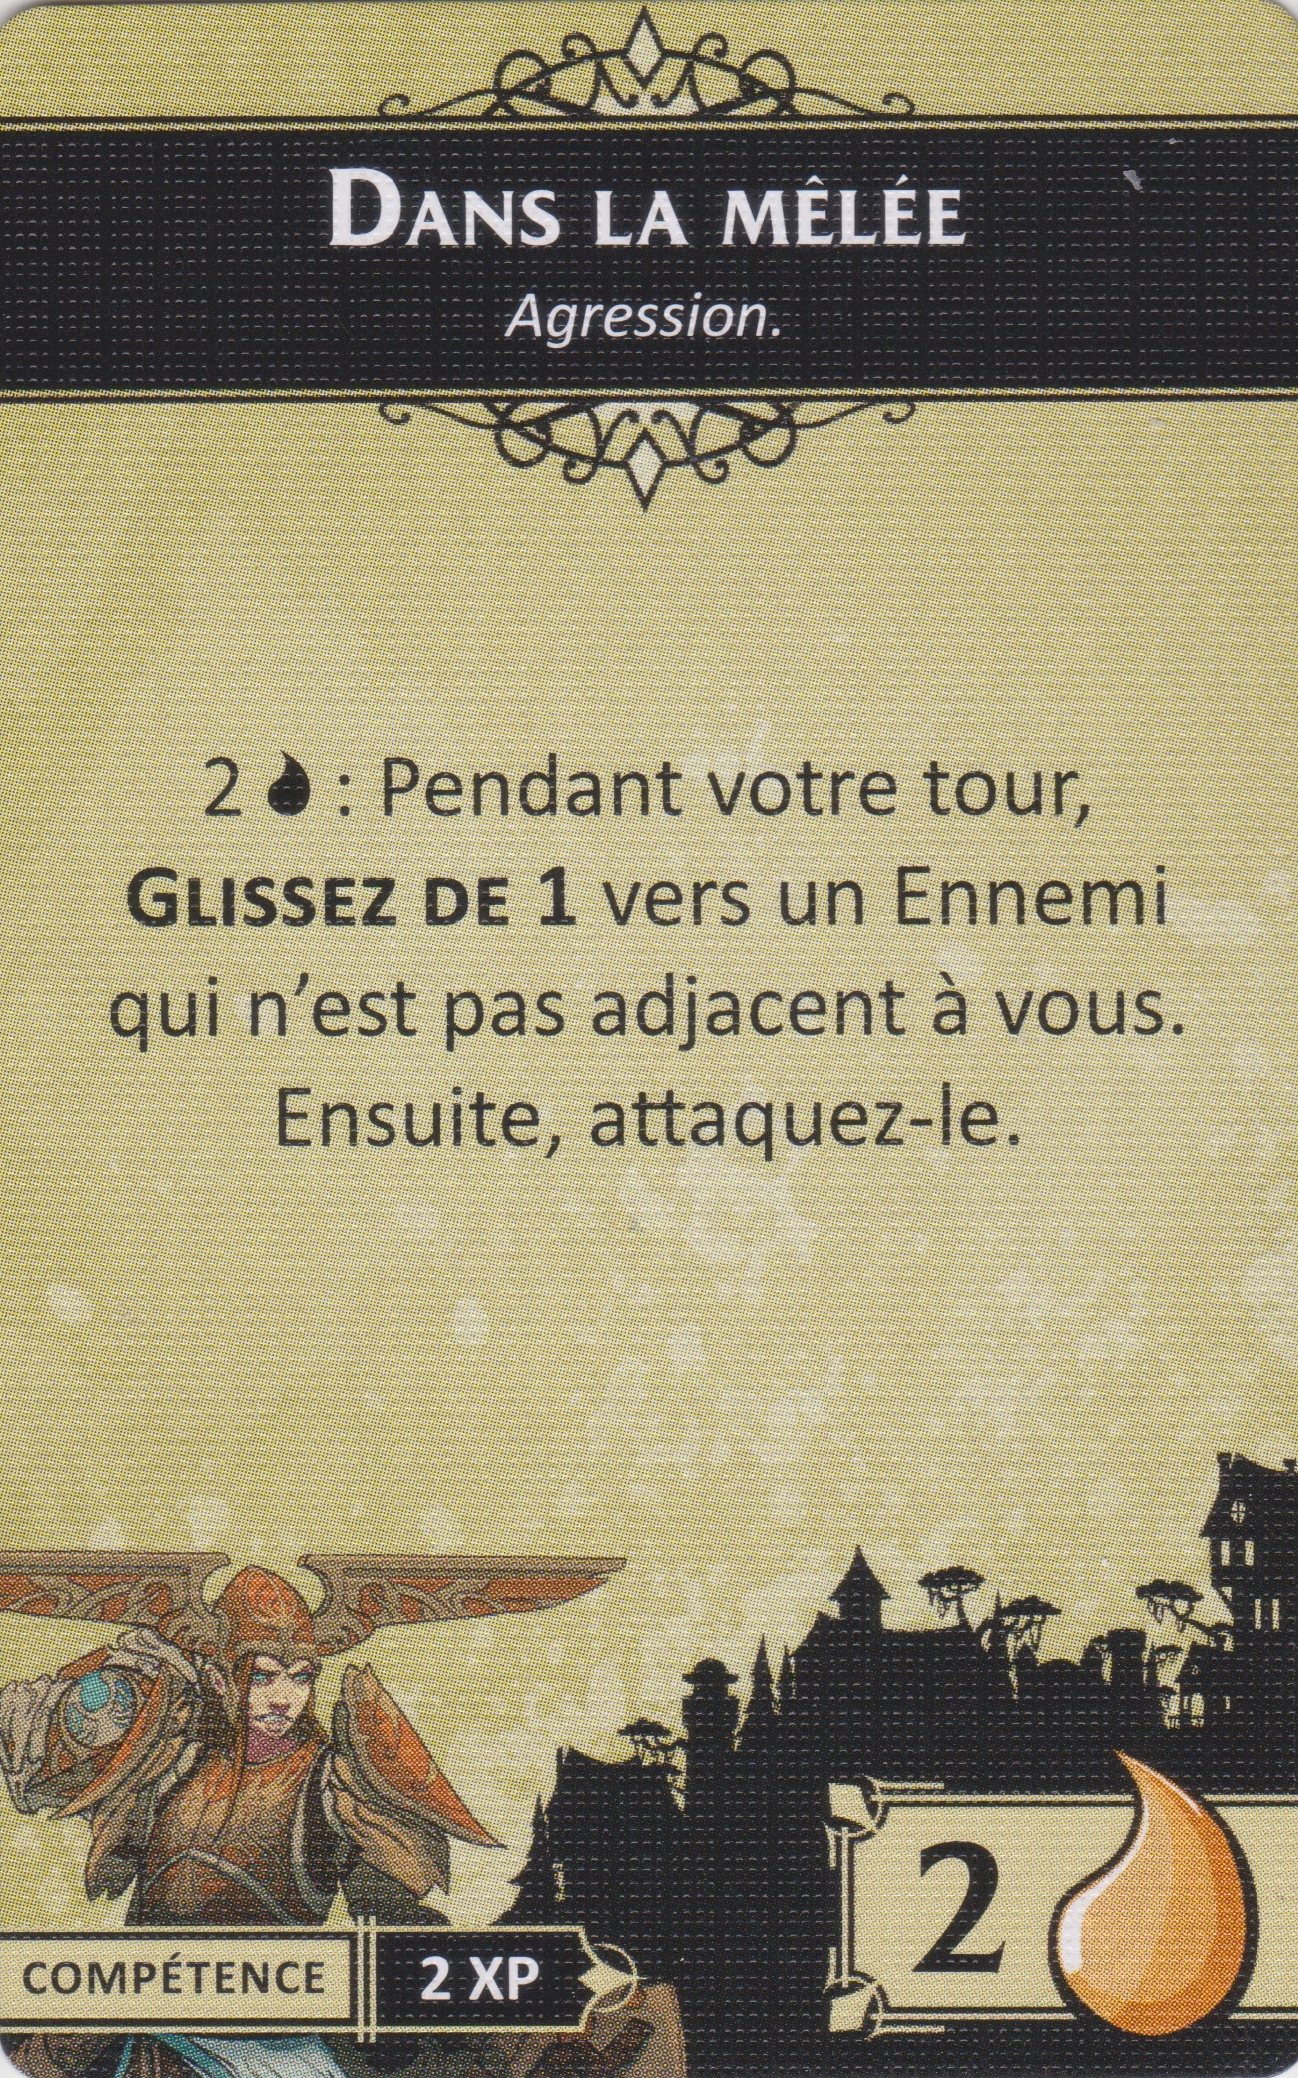 DANS LA MÊLÉE
Agression.
2 : Pendant votre tour,
GLISSEZ DE 1 vers un Ennemi
qui n'est pas adjacent à vous.
Ensuite, attaquez-le.
2
COMPÉTENCE 2 XP